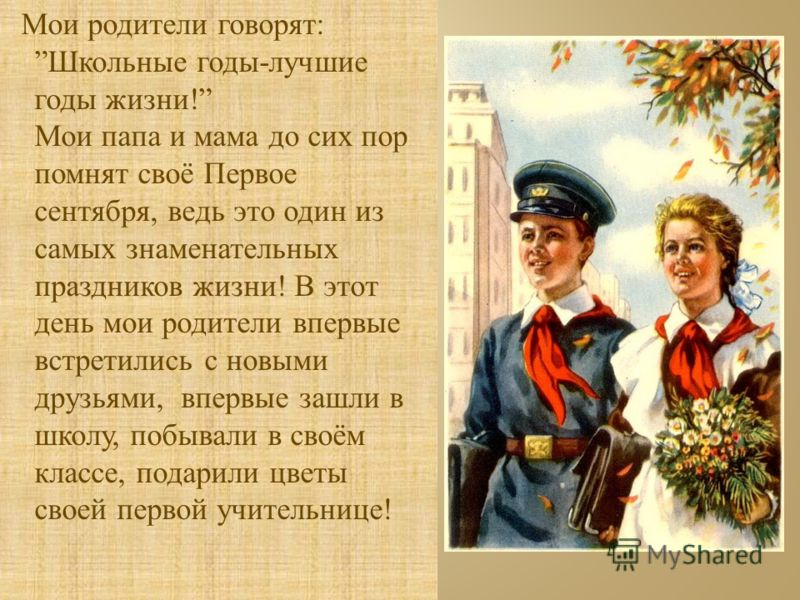 Мои родители говорят:
”Школьные годы-лучшие
годы жизни!”
Мои папа и мама до сих пор
помнят своё Первое
сентября, ведь это один из
самых знаменательных
праздников жизни! В этот
день мои родители впервые
встретились с новыми
друзьями, впервые зашли в
школу, побывали в своём
классе, подарили цветы
своей первой учительнице!
MyShared